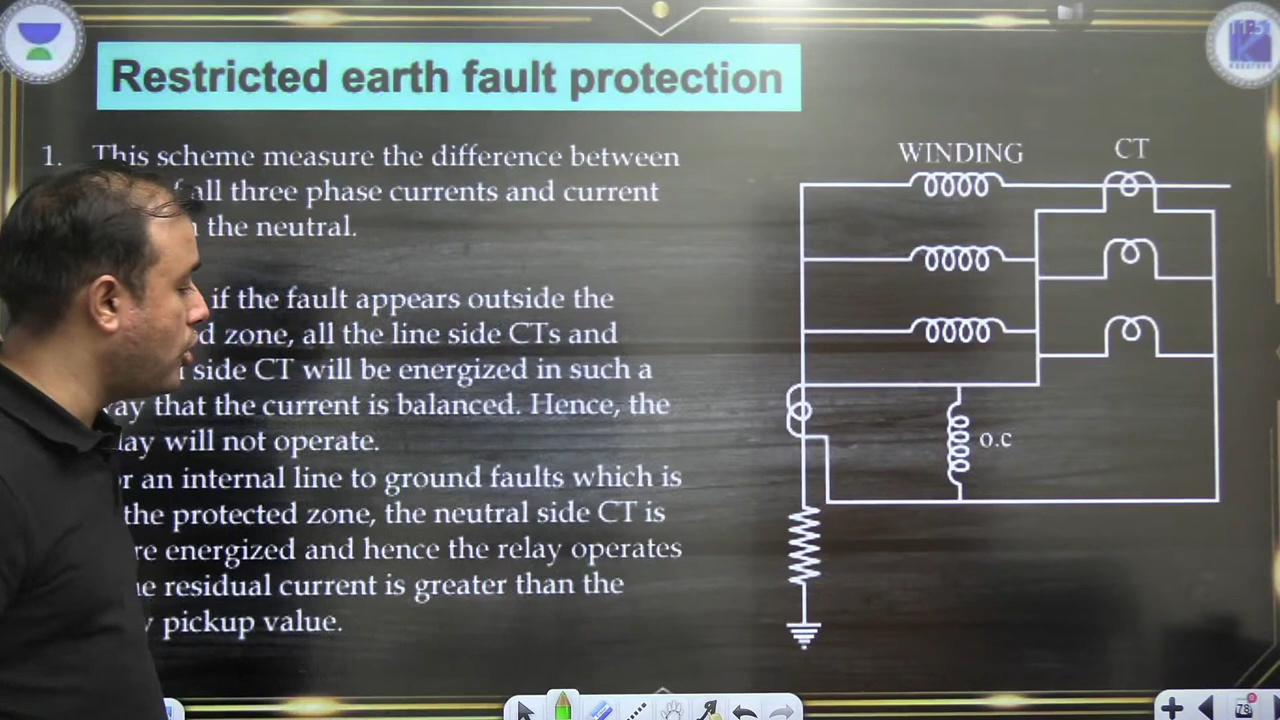 Restricted earth fault protection
1. This scheme measure the difference between
all three phase currents and current
the neutral.
if the fault appears outside the
zone, all the line side CTs and
side CT will be energized in such a
that the current is balanced. Hence, the
will not operate.
an internal line to ground faults which is
the protected zone, the neutral side CT is
energized and hence the relay operates
residual current is greater than the
pickup value.
WINDING
CT
o.c
78